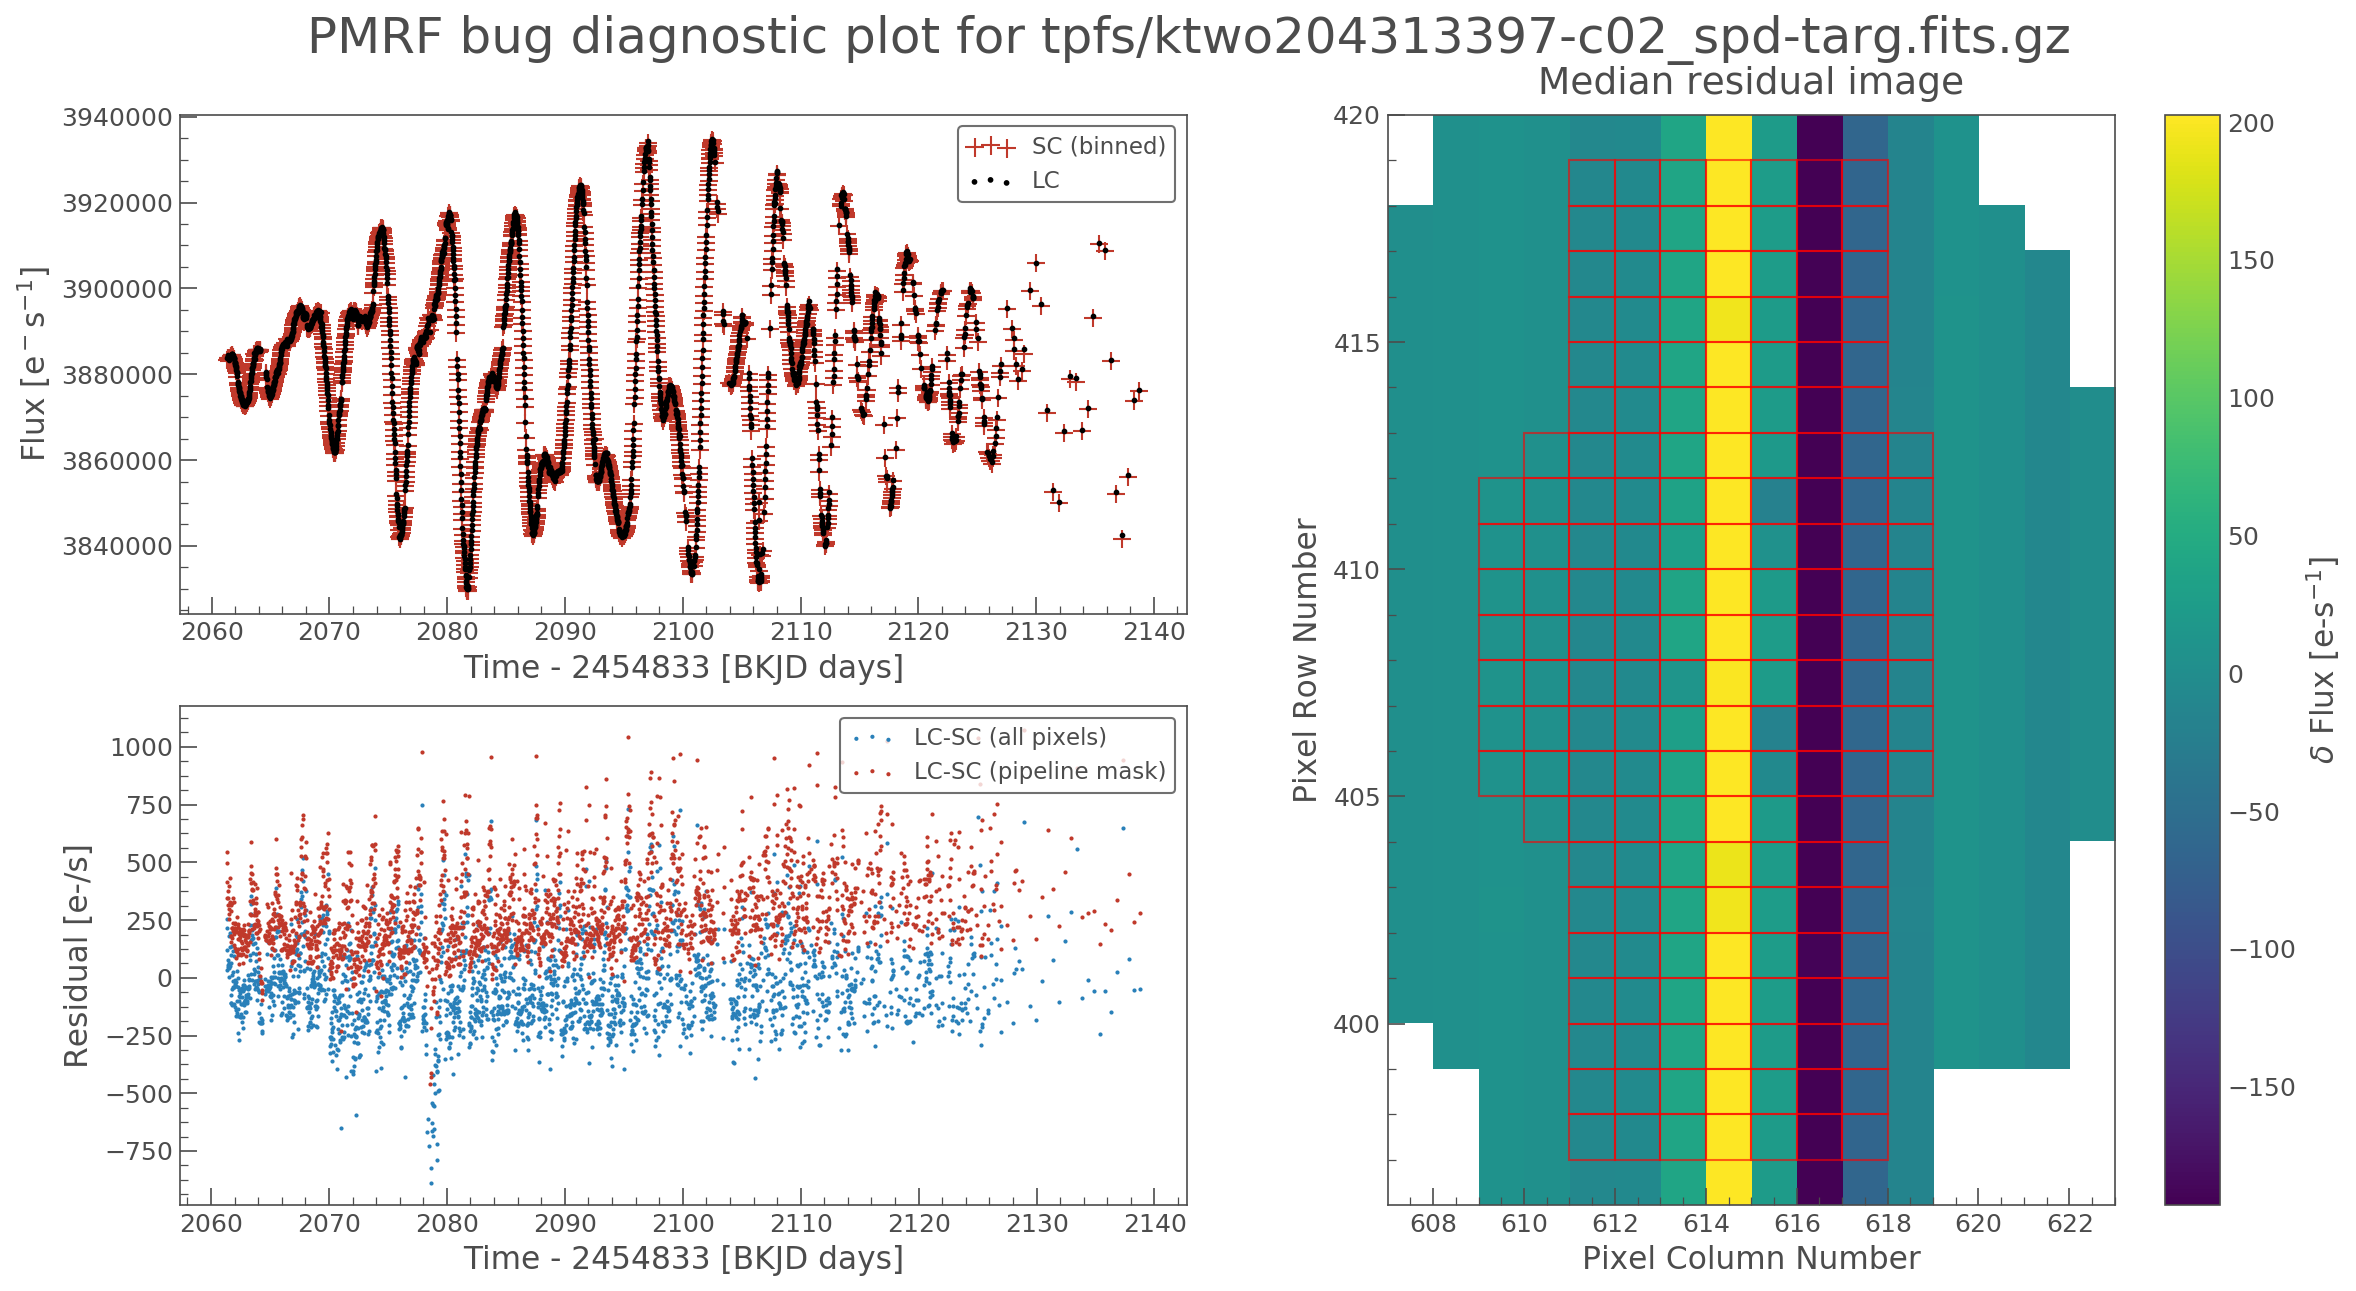 PMRF bug diagnostic plot for tpfs/ktwo204313397-c02_spd-targ.fits.gz
3940000
3920000
3900000
3880000
3860000
3840000
Flux [e⁻ s⁻¹]
SC (binned)
LC
2060 2070 2080 2090 2100 2110 2120 2130 2140
Time - 2454833 [BKJD days]
1000
750
500
250
0
−250
−500
−750
Residual [e-/s]
LC-SC (all pixels)
LC-SC (pipeline mask)
2060 2070 2080 2090 2100 2110 2120 2130 2140
Time - 2454833 [BKJD days]
Median residual image
420
415
410
405
400
Pixel Row Number
608 610 612 614 616 618 620 622
Pixel Column Number
200
150
100
50
0
−50
−100
−150
δ Flux [e-s⁻¹]